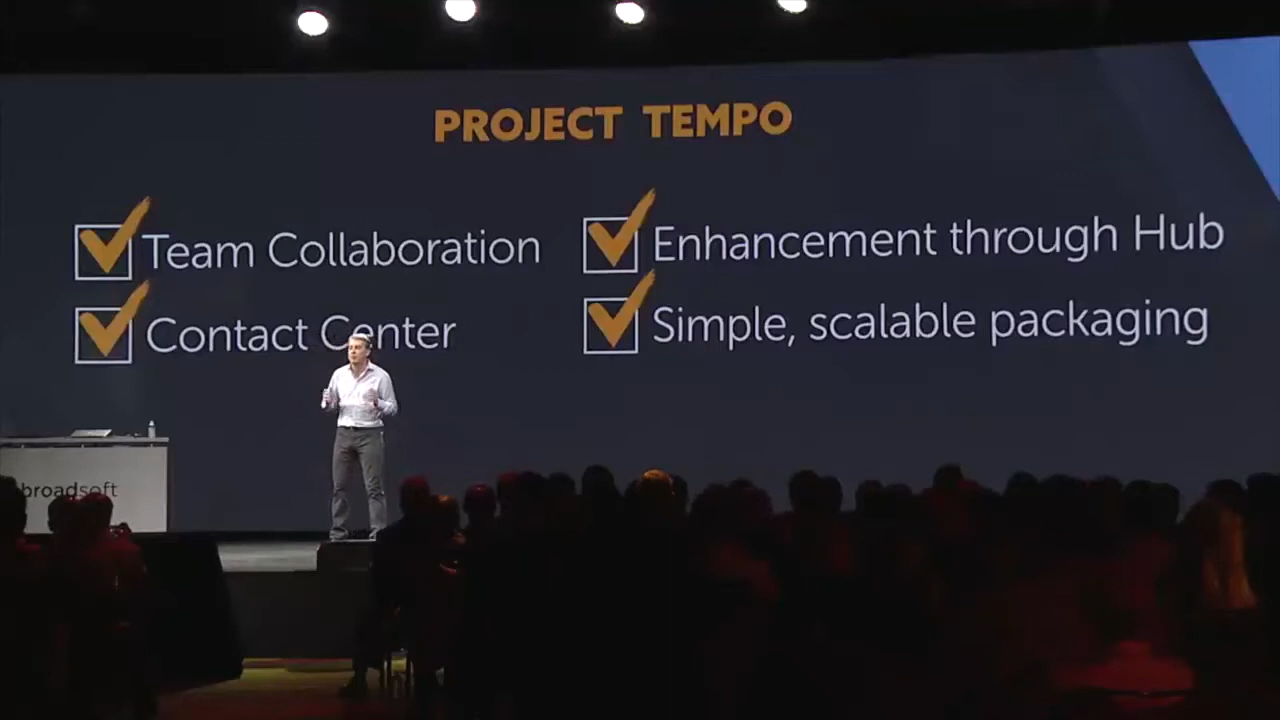 PROJECT TEMPO
Team Collaboration
Contact Center
Enhancement through Hub
Simple, scalable packaging
broadsoft